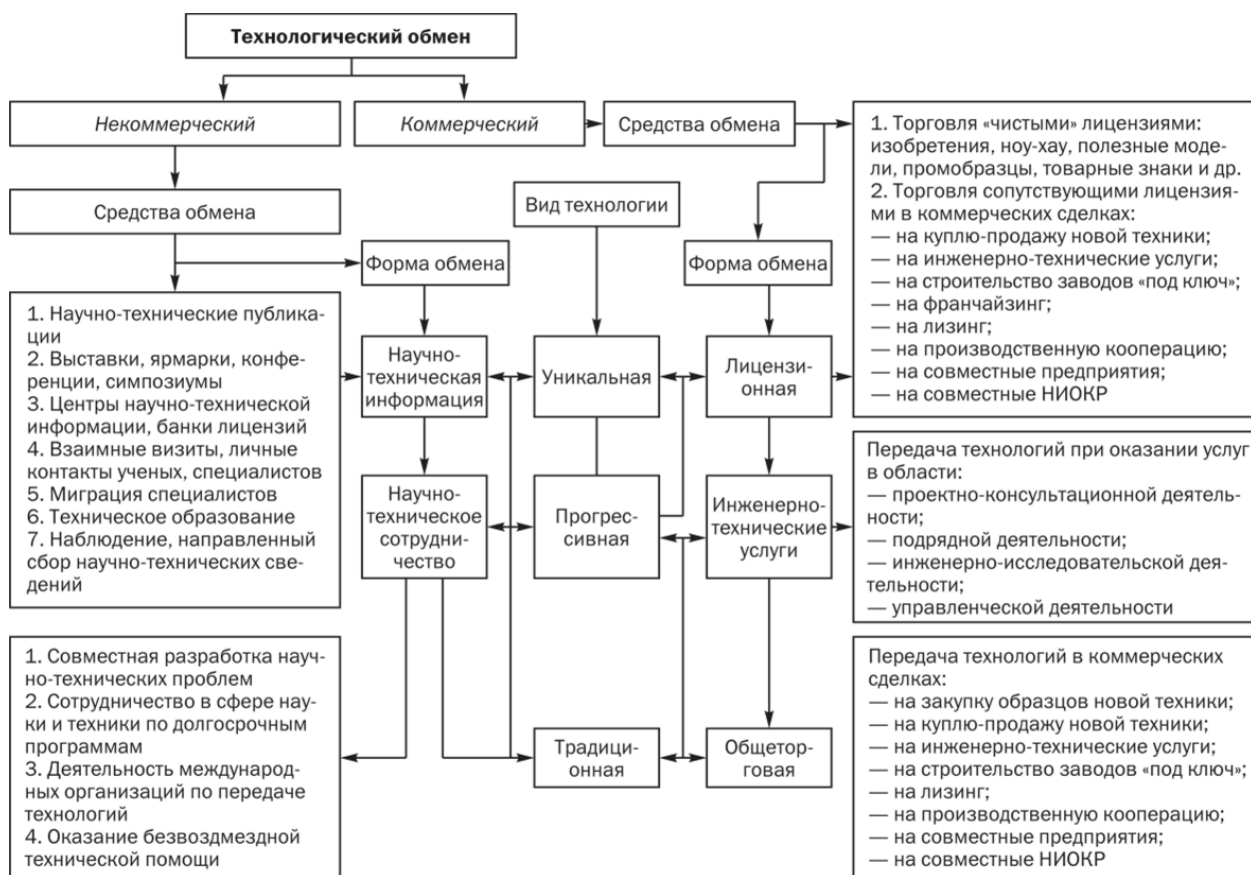 Технологический обмен
Некоммерческий
Коммерческий
Средства обмена
1. Торговля «чистыми» лицензиями:
изобретения, ноу-хау, полезные моде-
ли, промобразцы, товарные знаки и др.
2. Торговля сопутствующими лицензия-
ми в коммерческих сделках:
— на куплю-продажу новой техники;
— на инженерно-технические услуги;
— на строительство заводов «под ключ»;
— на франчайзинг;
— на лизинг;
— на производственную кооперацию;
— на совместные предприятия;
— на совместные НИОКР
Средства обмена
Вид технологии
Форма обмена
Форма обмена
1. Научно-технические публика-
ции
2. Выставки, ярмарки, конфе-
ренции, симпозиумы
3. Центры научно-технической
информации, банки лицензий
4. Взаимные визиты, личные
контакты ученых, специалистов
5. Миграция специалистов
6. Техническое образование
7. Наблюдение, направленный
сбор научно-технических све-
дений
Научно-
техническая
информация
Уникальная
Лицензи-
онная
Научно-
техническое
сотрудни-
чество
Прогрес-
сивная
Инженерно-
технические
услуги
Передача технологий при оказании услуг
в области:
— проектно-консультационной деятель-
ности;
— подрядной деятельности;
— инженерно-исследовательской дея-
тельности;
— управленческой деятельности
1. Совместная разработка науч-
но-технических проблем
2. Сотрудничество в сфере нау-
ки и техники по долгосрочным
программам
3. Деятельность международ-
ных организаций по передаче
технологий
4. Оказание безвоздмездной
технической помощи
Традици-
онная
Общетор-
говая
Передача технологий в коммерческих
сделках:
— на закупку образцов новой техники;
— на куплю-продажу новой техники;
— на инженерно-технические услуги;
— на строительство заводов «под ключ»;
— на лизинг;
— на производственную кооперацию;
— на совместные предприятия;
— на совместные НИОКР